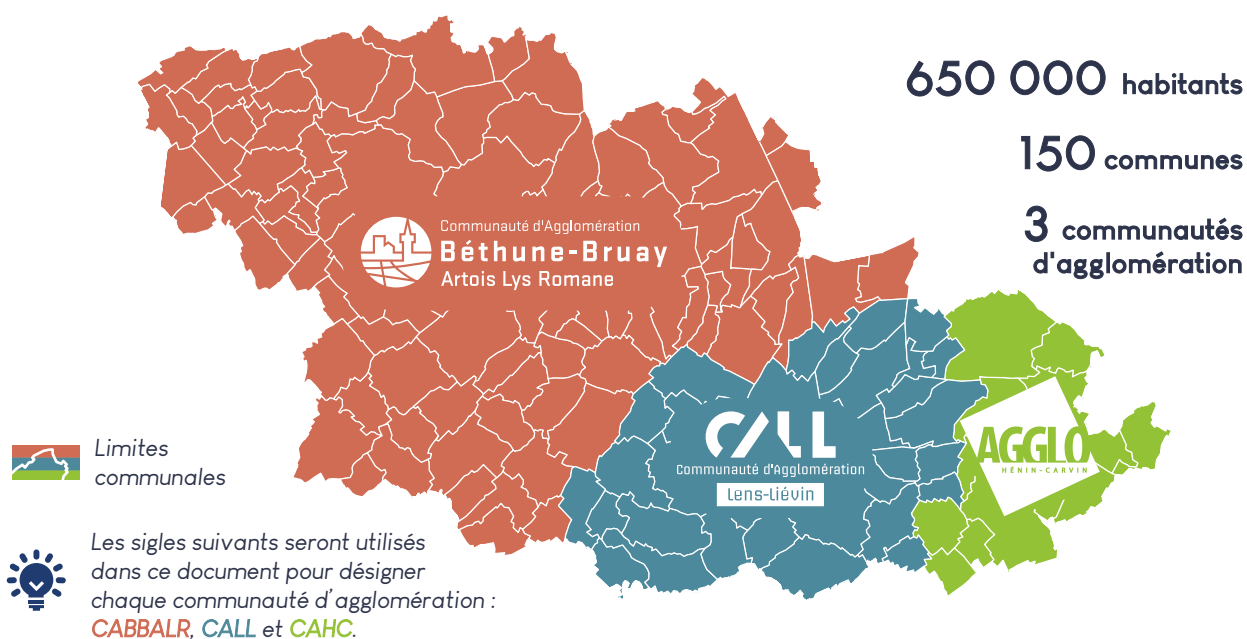 650 000 habitants
150 communes
3 communautés
d'agglomération
Communauté d'Agglomération
Béthune-Bruay
Artois Lys Romane
CALL
Communauté d'Agglomération
Lens-Liévin
AGGLO
HÉNIN-CARVIN
Limites
communales
Les sigles suivants seront utilisés
dans ce document pour désigner
chaque communauté d'agglomération :
CABBALR, CALL et CAHC.